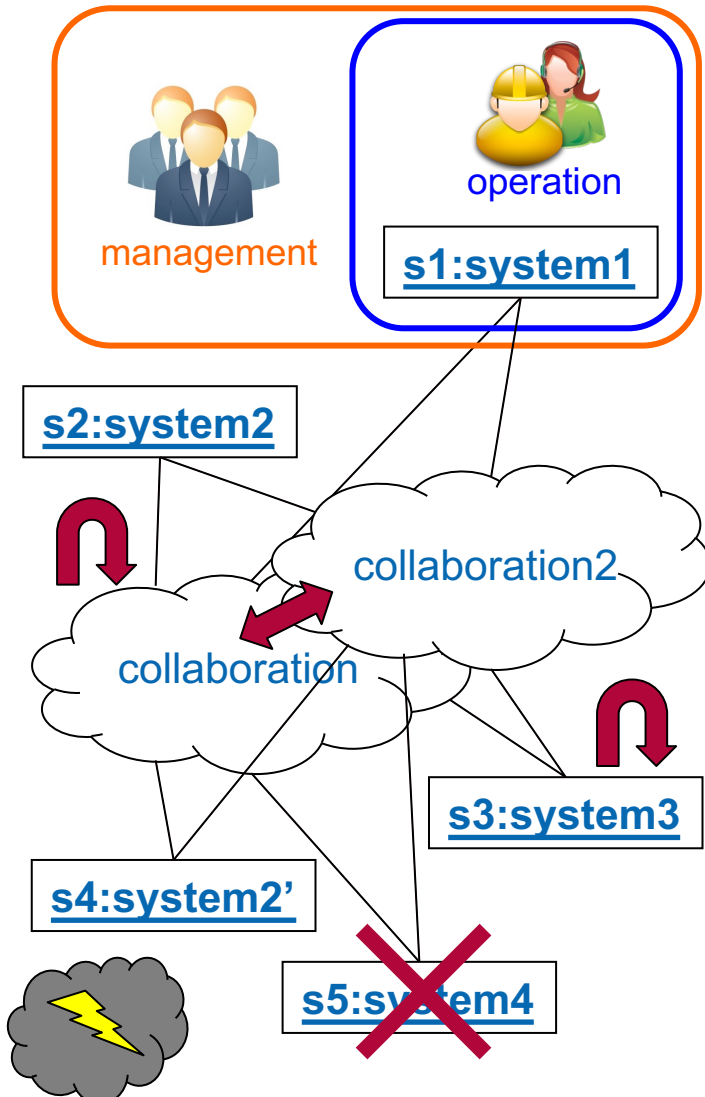 operation
management
s1:system1
s2:system2
collaboration2
collaboration
s3:system3
s4:system2’
s5:system4